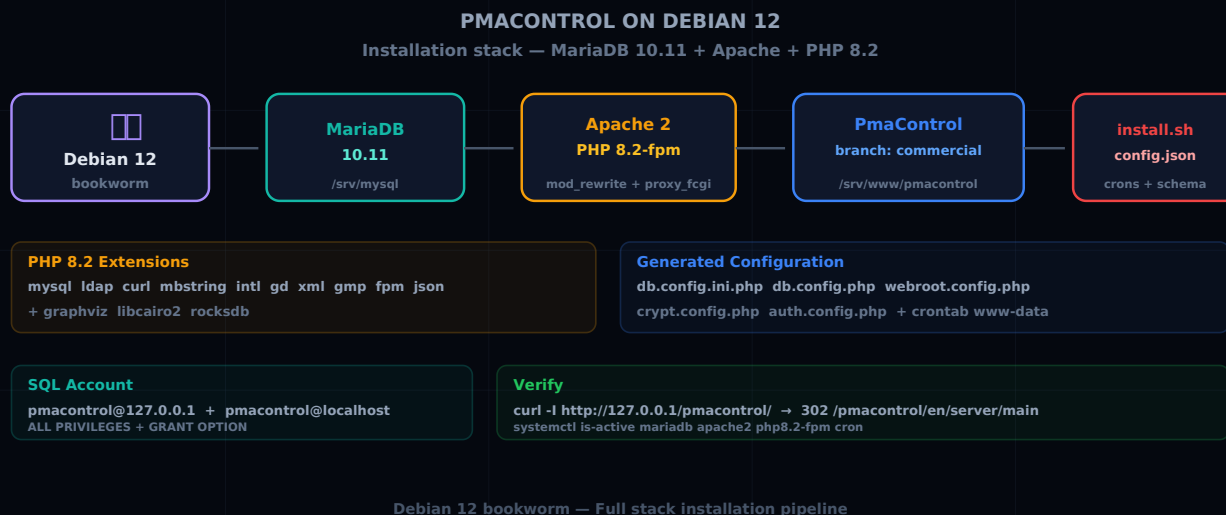 PMACONTROL ON DEBIAN 12
Installation stack — MariaDB 10.11 + Apache + PHP 8.2
Debian 12
bookworm
MariaDB
10.11
/srv/mysql
Apache 2
PHP 8.2-fpm
mod_rewrite + proxy_fcgi
PmaControl
branch: commercial
/srv/www/pmacontrol
install.sh
config.json
crons + schema
PHP 8.2 Extensions
mysql ldap curl mbstring intl gd xml gmp fpm json
+ graphviz libcairo2 rocksdb
Generated Configuration
db.config.ini.php db.config.php webroot.config.php
crypt.config.php auth.config.php + crontab www-data
SQL Account
pmacontrol@127.0.0.1 + pmacontrol@localhost
ALL PRIVILEGES + GRANT OPTION
Verify
curl -I http://127.0.0.1/pmacontrol/ → 302 /pmacontrol/en/server/main
systemctl is-active mariadb apache2 php8.2-fpm cron
Debian 12 bookworm — Full stack installation pipeline